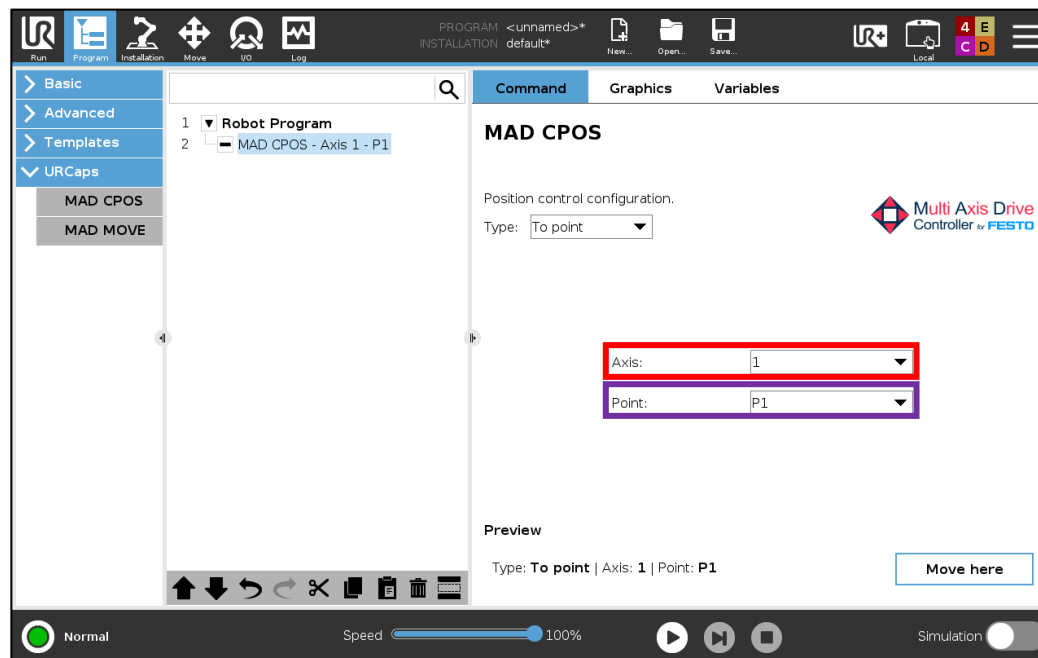 PROGRAM <unnamed>*
INSTALLATION default*
Run
Program
Installation
Move
I/O
Log
New...
Open...
Save...
UR+
Local
4 E
C D
Basic
Advanced
Templates
URCaps
MAD CPOS
MAD MOVE
1 Robot Program
2 MAD CPOS - Axis 1 - P1
Command Graphics Variables
MAD CPOS
Position control configuration.
Type: To point
Multi Axis Drive
Controller for FESTO
Axis: 1
Point: P1
Preview
Type: To point | Axis: 1 | Point: P1
Move here
Normal
Speed 100%
Simulation